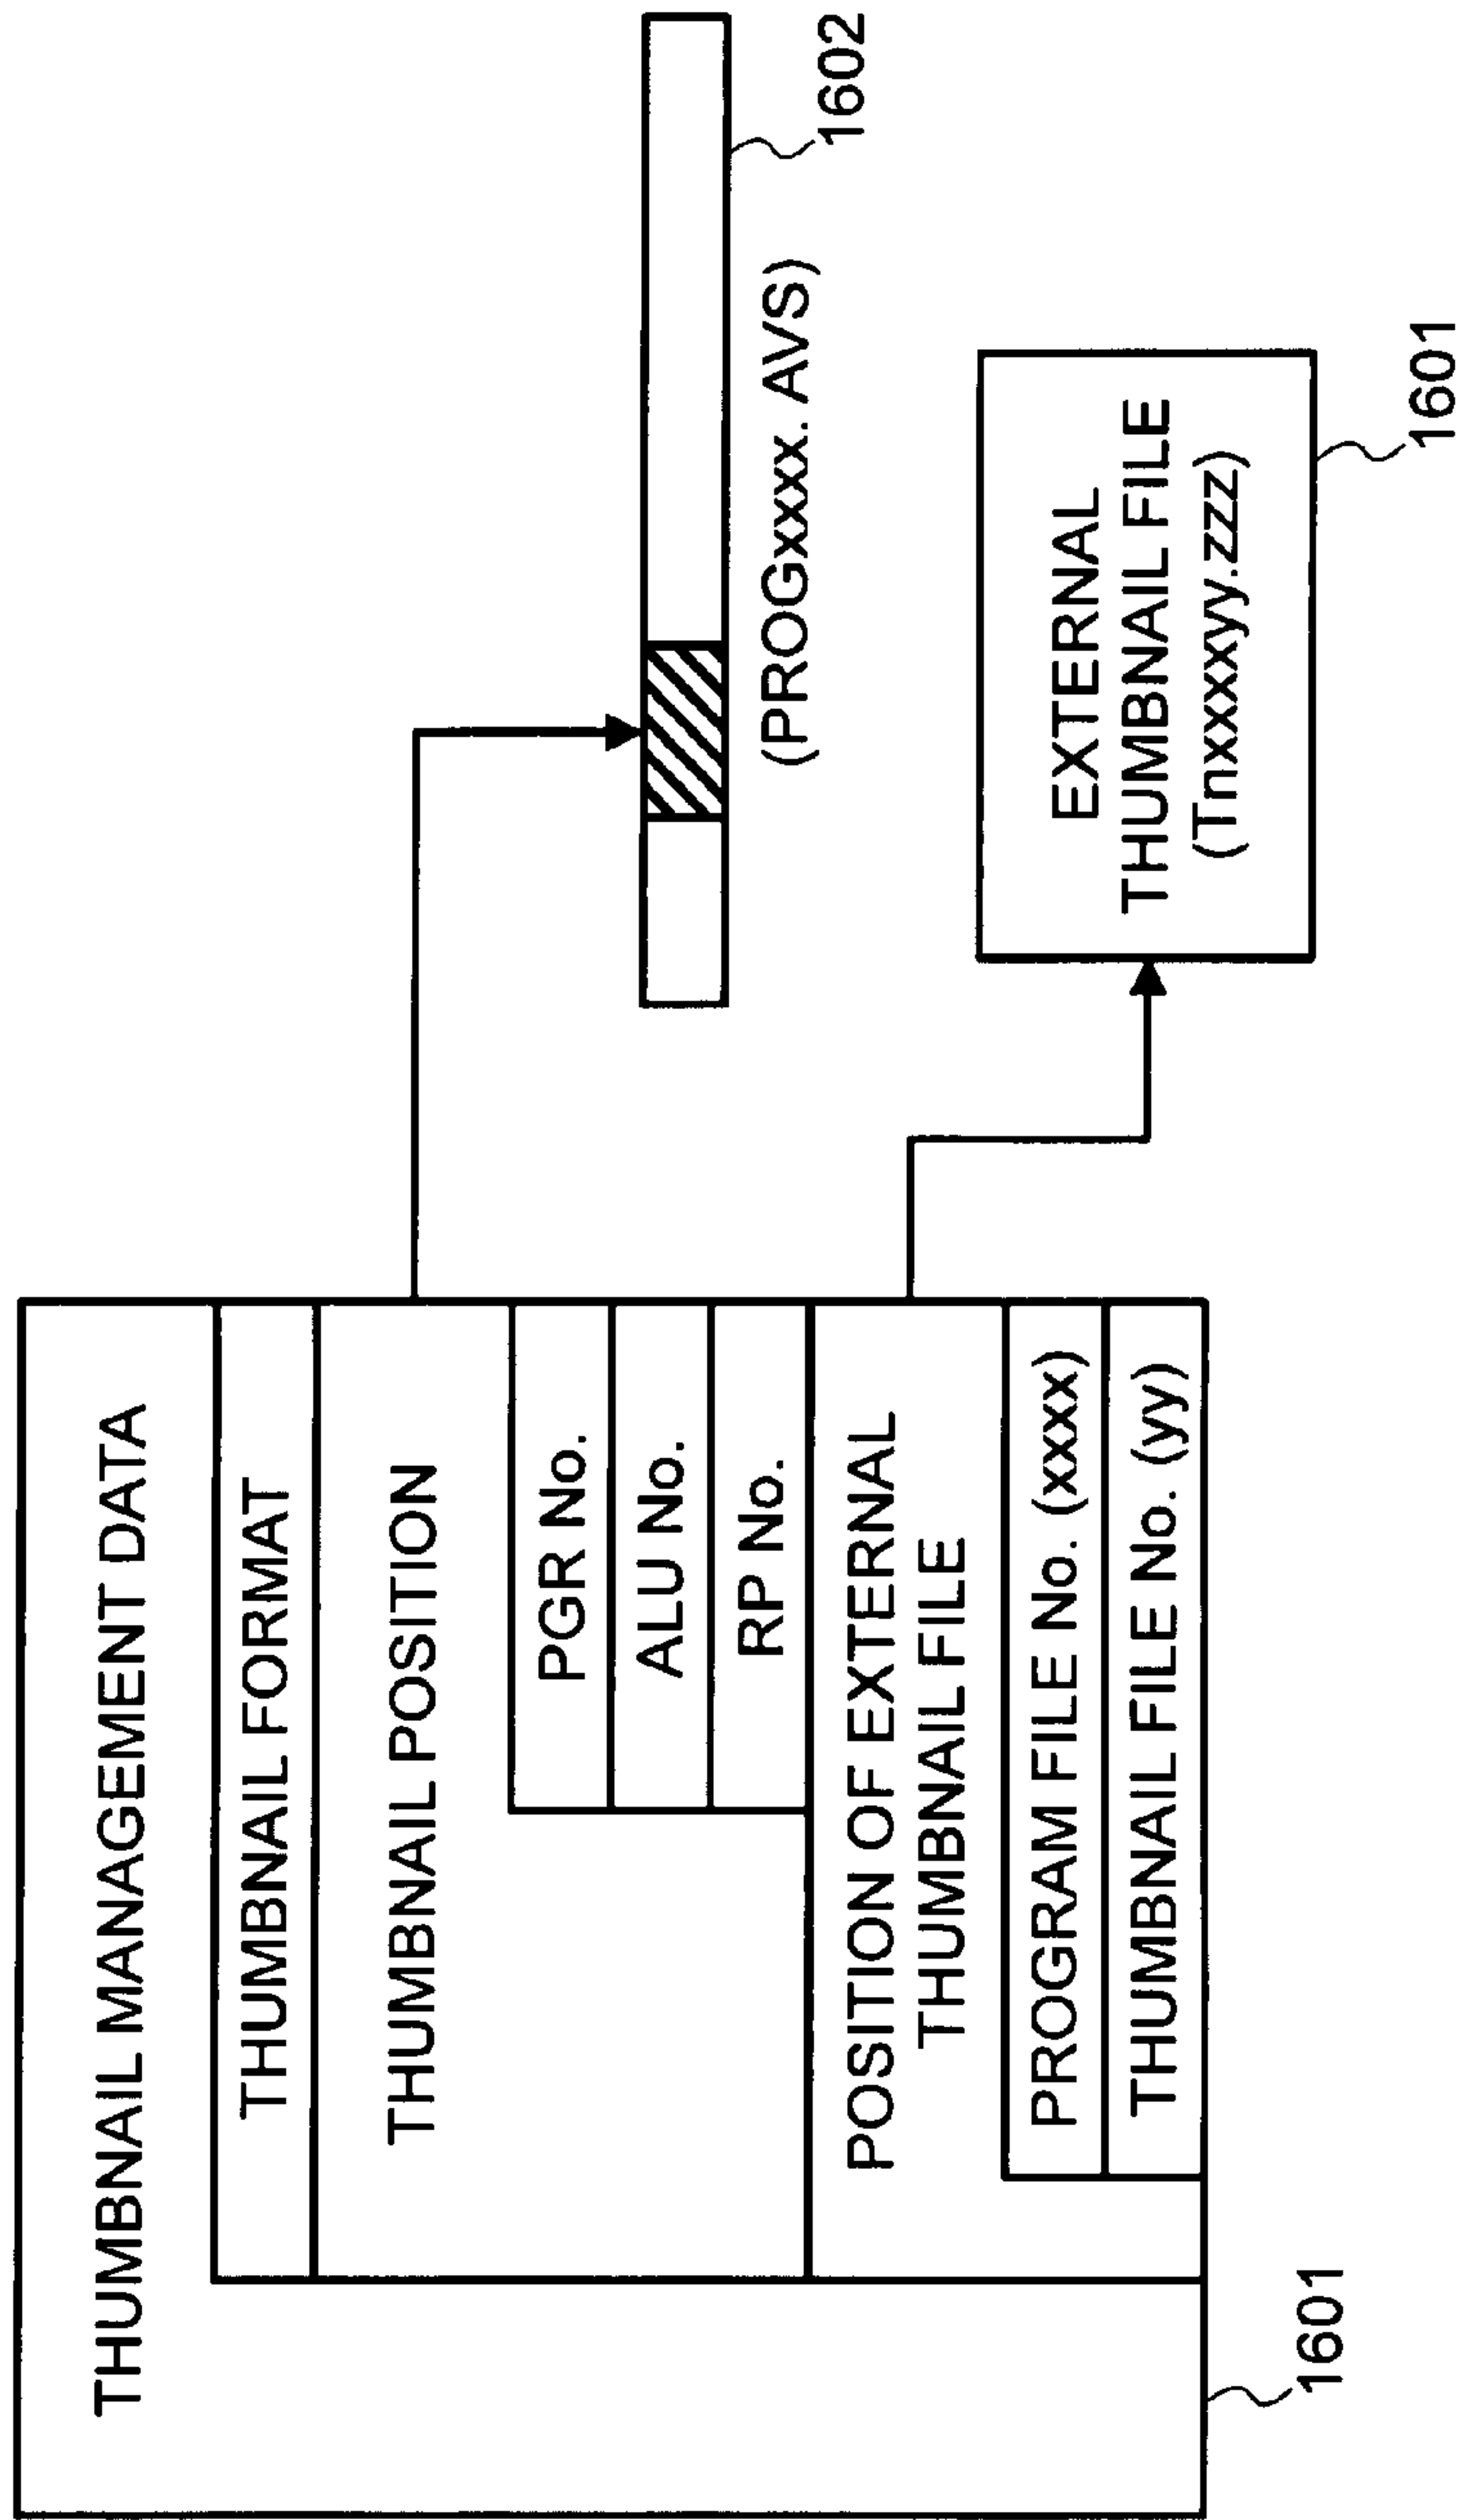 THUMBNAIL MANAGEMENT DATA
THUMBNAIL FORMAT
THUMBNAIL POSITION
PGR No.
ALU No.
RP No.
POSITION OF EXTERNAL
THUMBNAIL FILE
PROGRAM FILE No. (xxxx)
THUMBNAIL FILE No. (yy)
1601
(PROGxxxx. AVS)
1602
EXTERNAL
THUMBNAIL FILE
(Tnxxxxyy.zzz)
1601